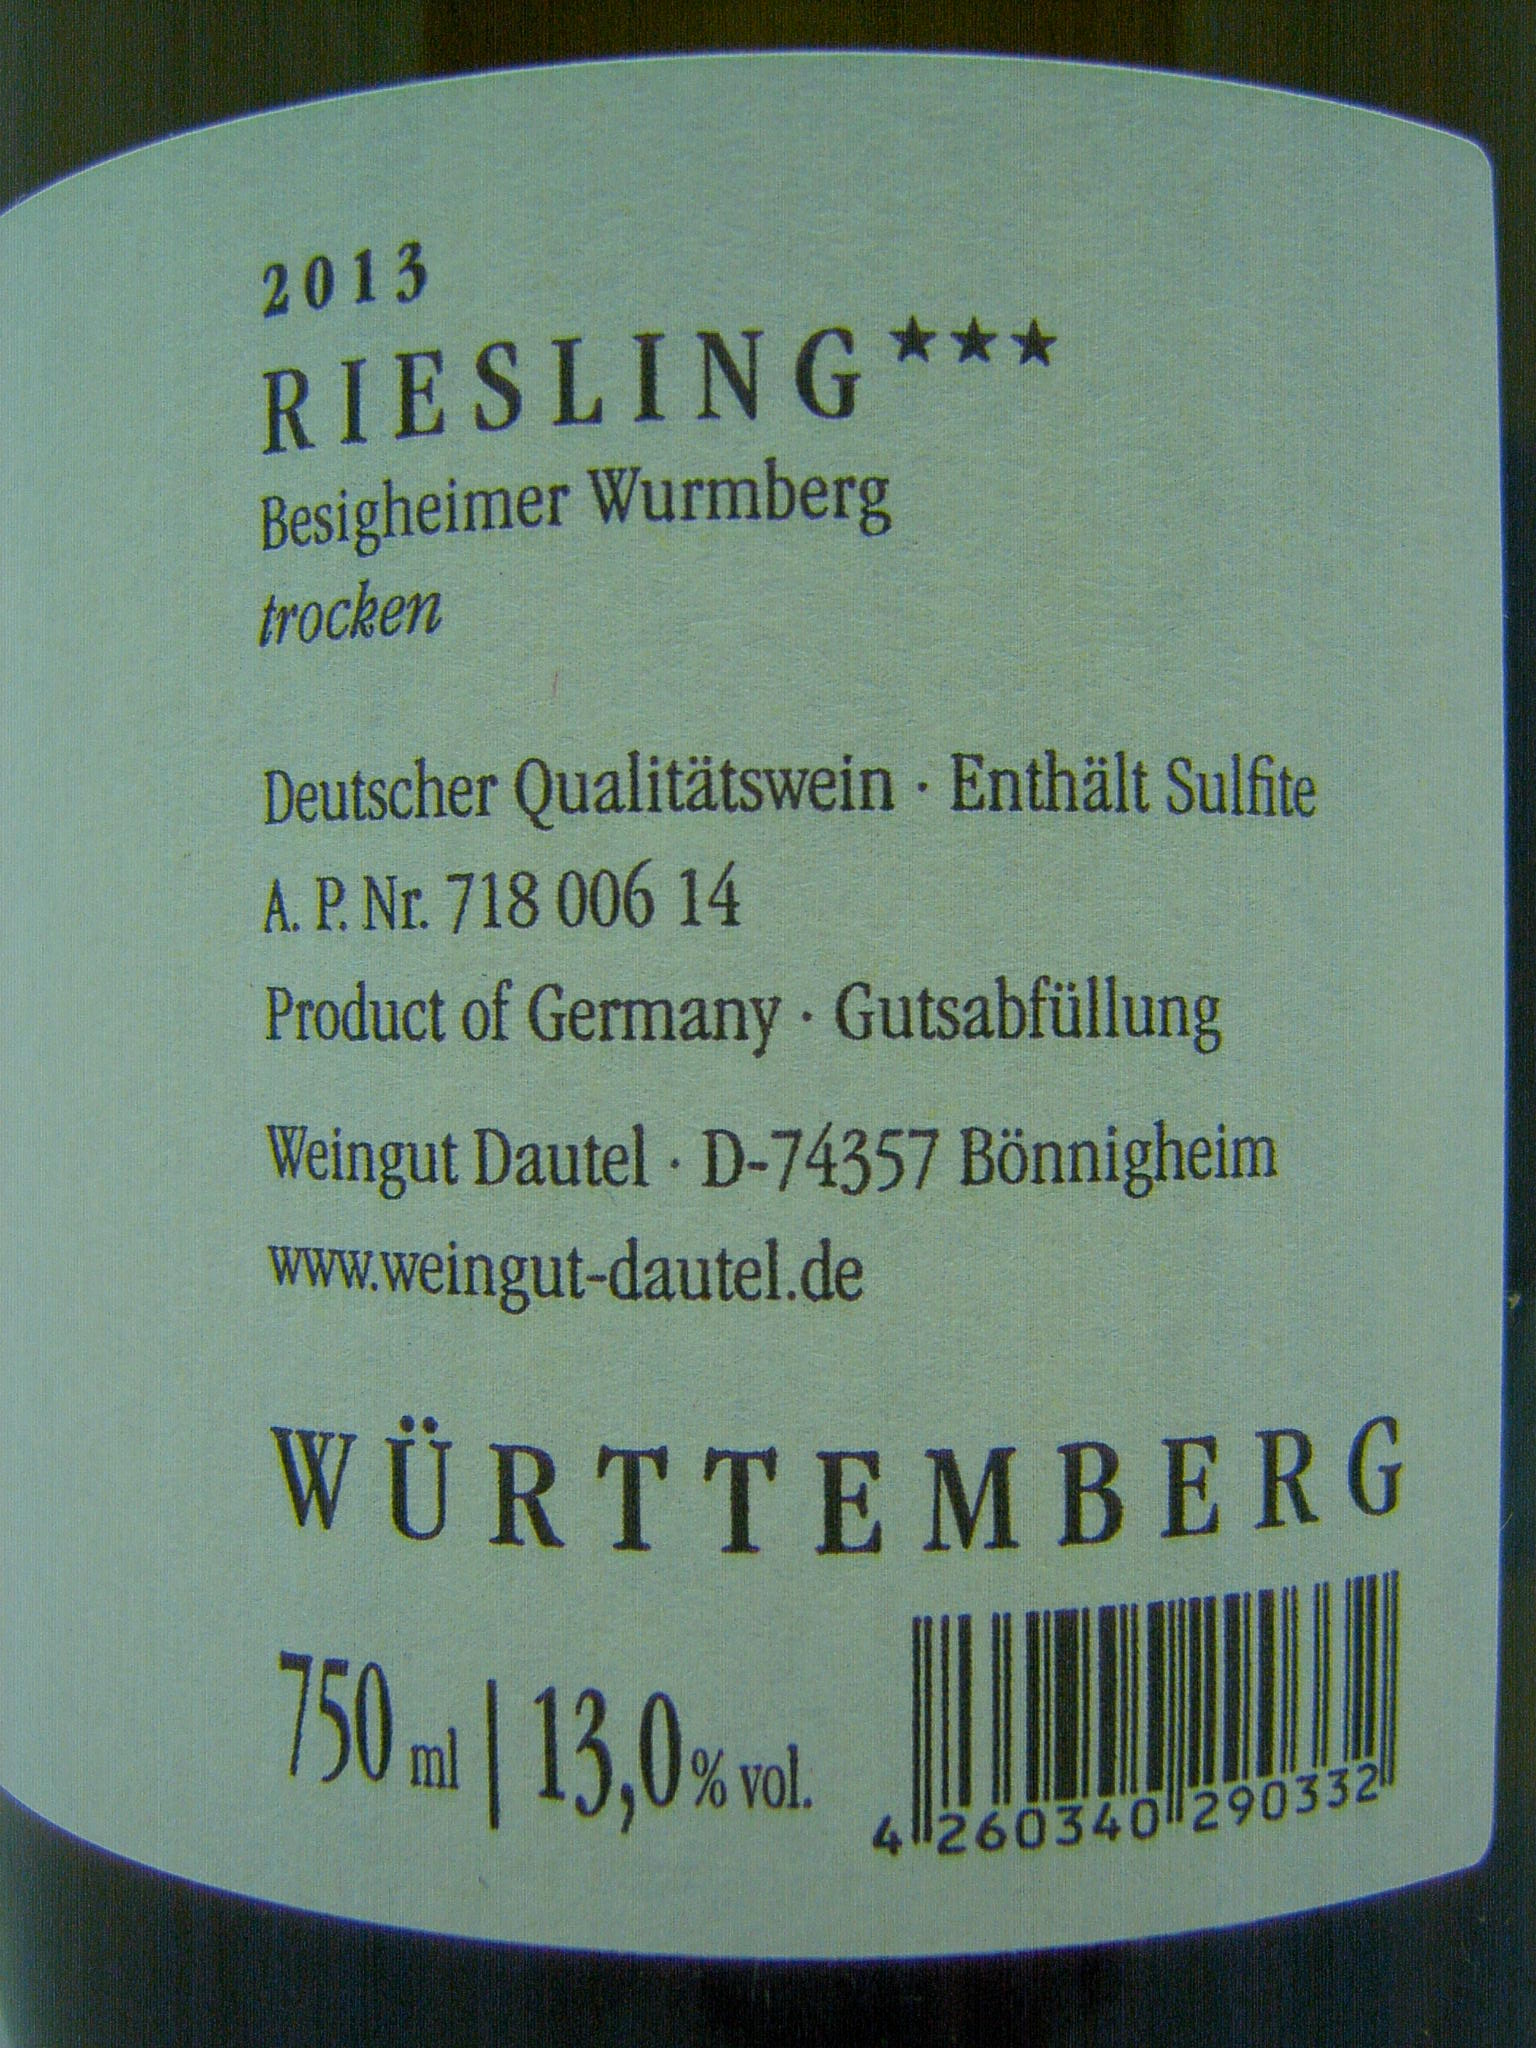 2013
RIESLING★★★
Besigheimer Wurmberg
trocken
Deutscher Qualitätswein · Enthält Sulfite
A. P. Nr. 718 006 14
Product of Germany · Gutsabfüllung
Weingut Dautel · D-74357 Bönnigheim
www.weingut-dautel.de
WÜRTTEMBERG
750 ml | 13,0 % vol.
4 260340 290332